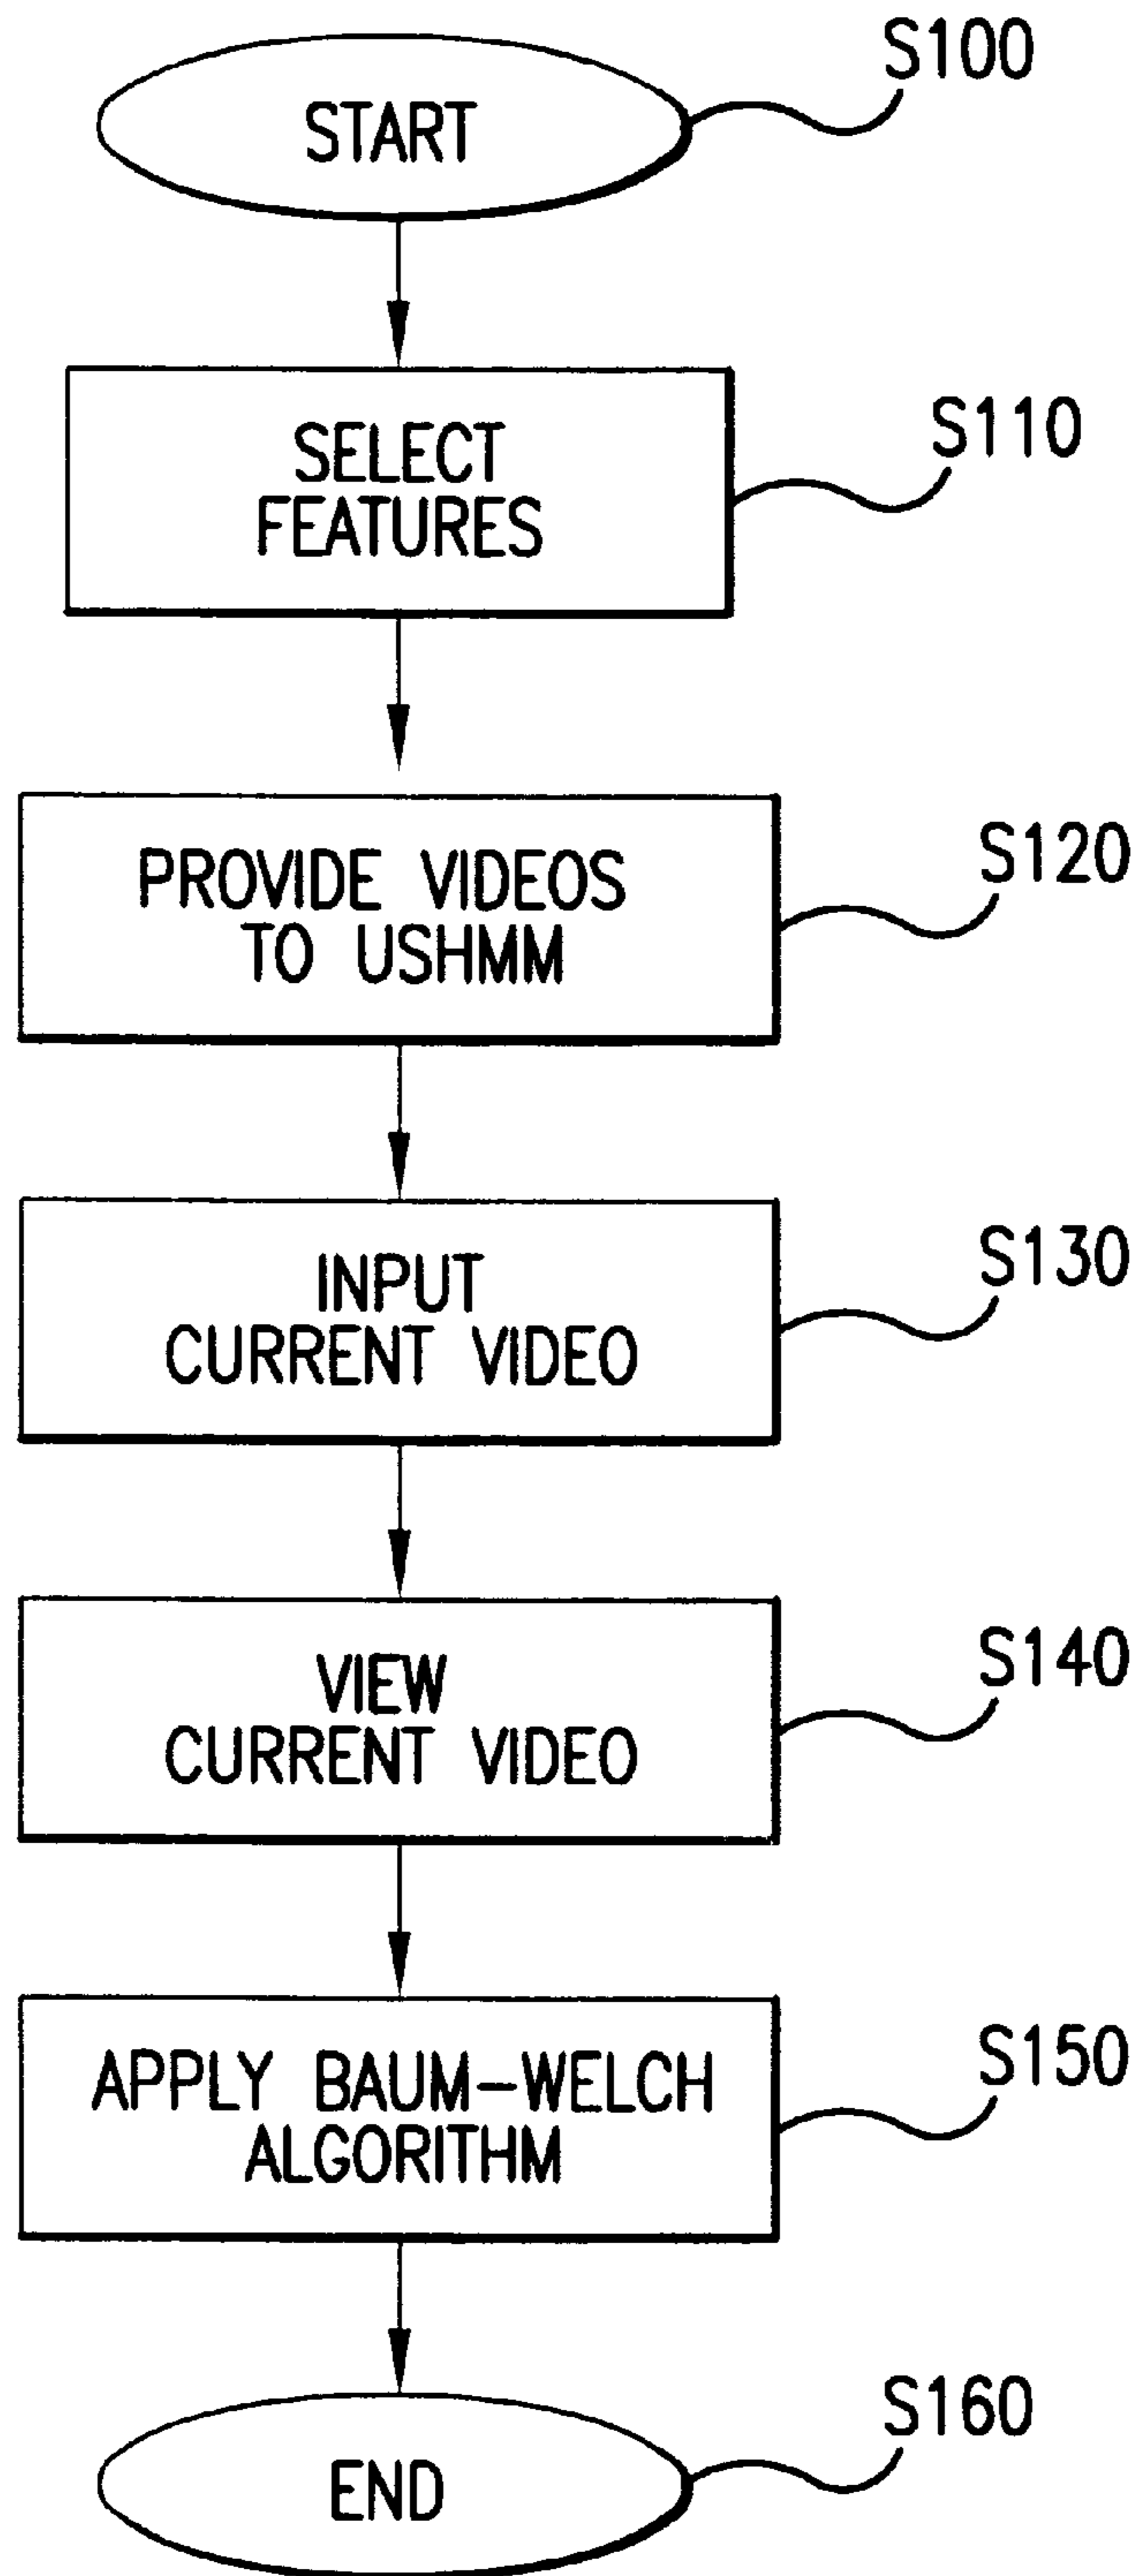 START
S100
SELECT
FEATURES
S110
PROVIDE VIDEOS
TO USHMM
S120
INPUT
CURRENT VIDEO
S130
VIEW
CURRENT VIDEO
S140
APPLY BAUM-WELCH
ALGORITHM
S150
END
S160